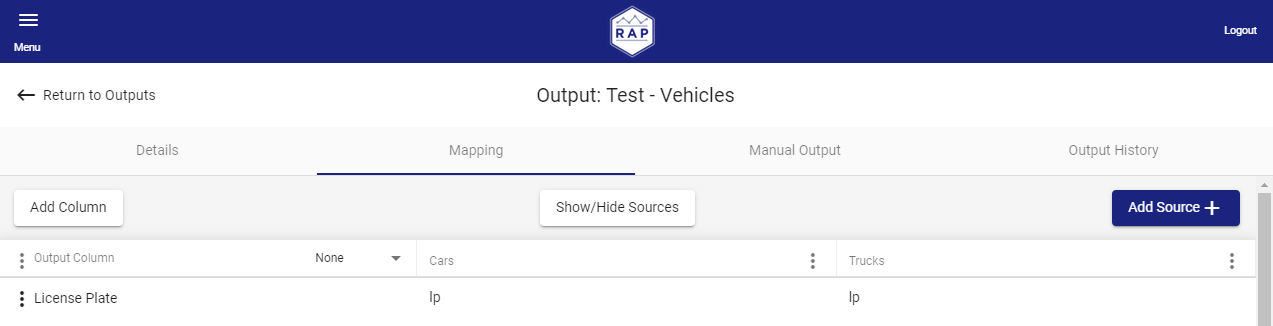 Menu
RAP
Logout
Return to Outputs
Output: Test - Vehicles
Details Mapping Manual Output Output History
Add Column Show/Hide Sources Add Source
Output Column None Cars Trucks
License Plate lp lp